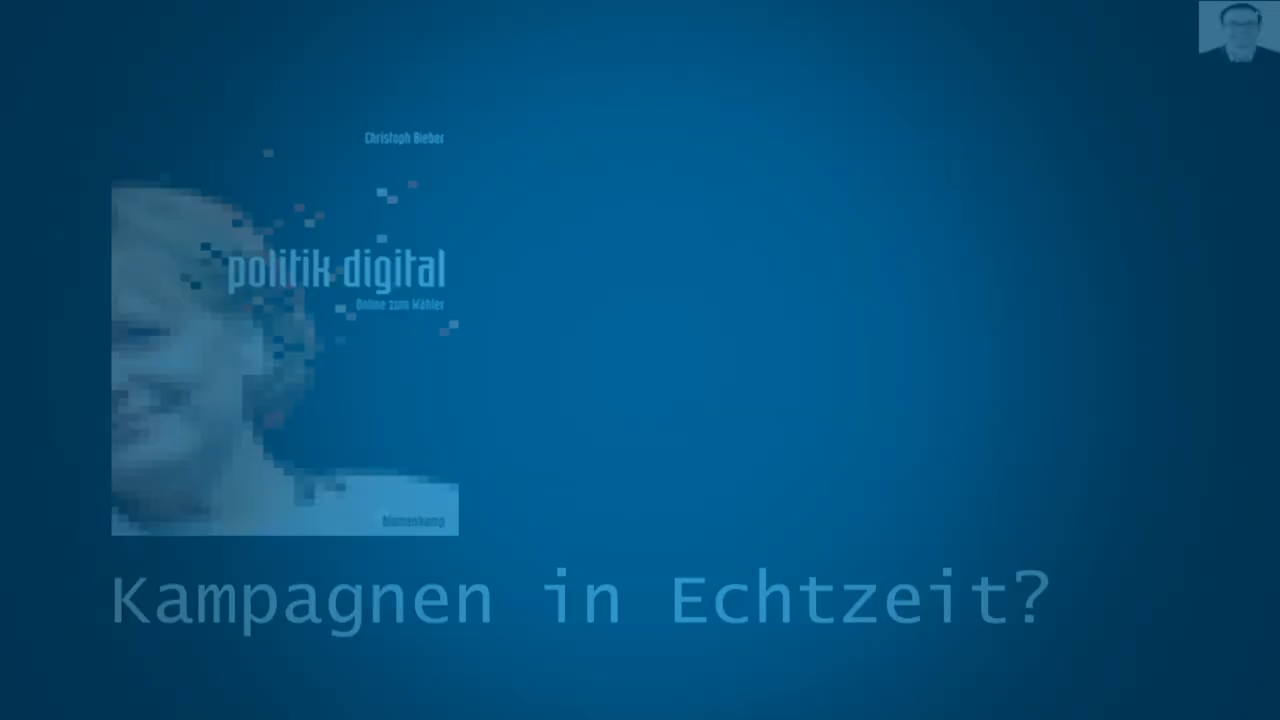 Christoph Bieber
politik digital
Online zum Wähler
blumenkamp
Kampagnen in Echtzeit?